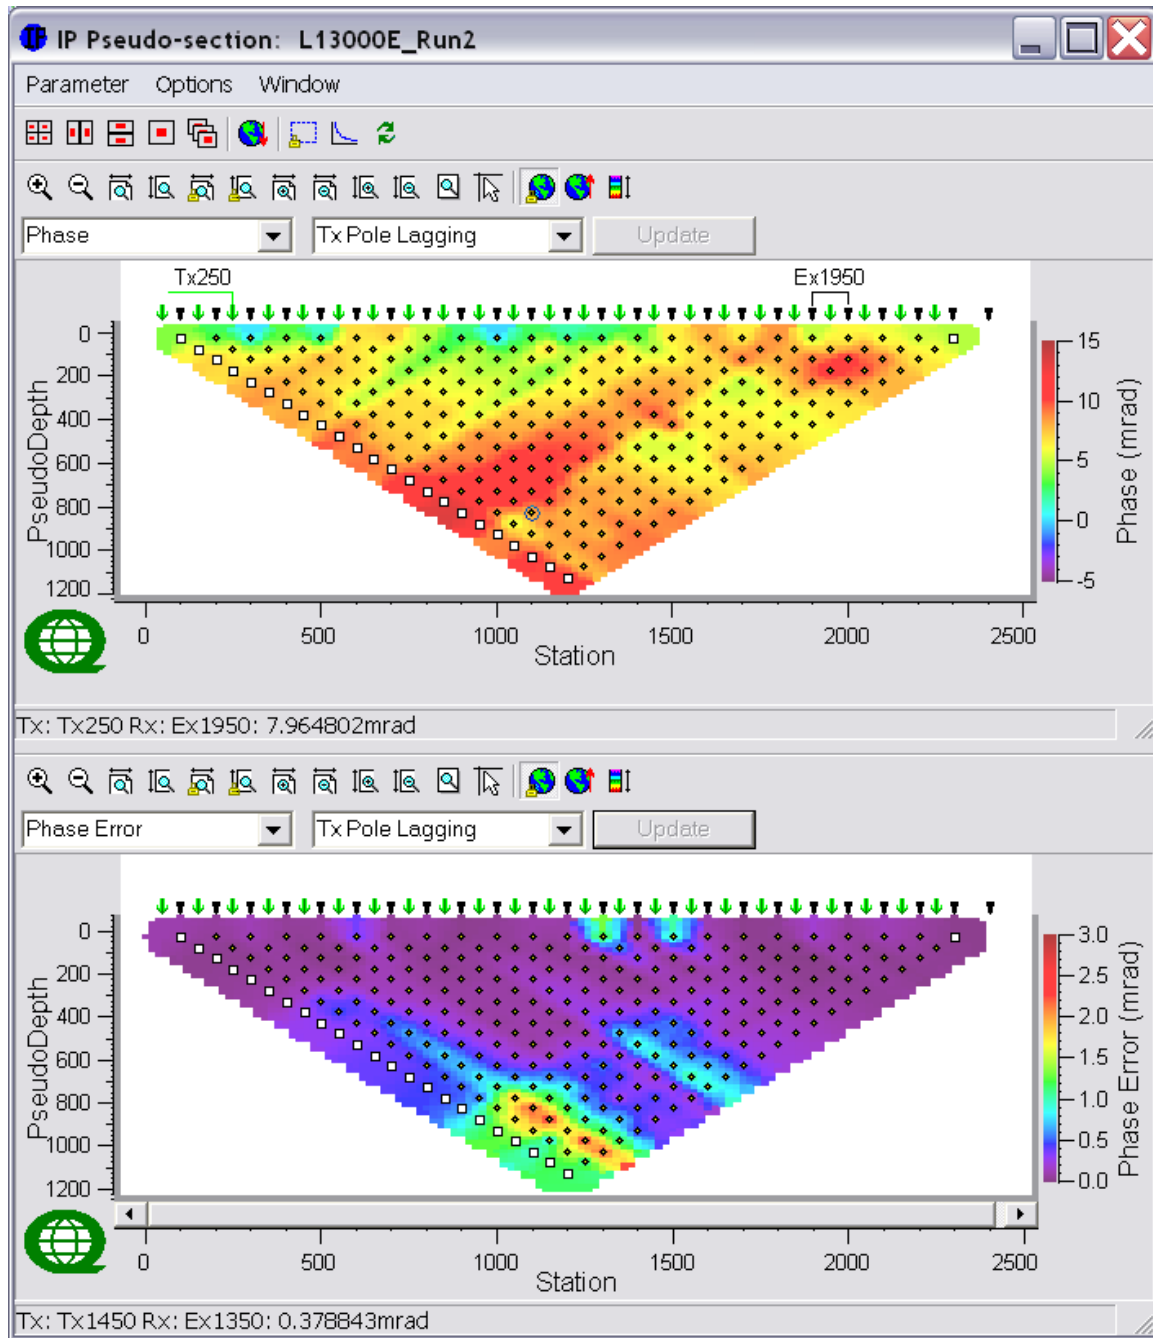 IP Pseudo-section: L13000E_Run2
Parameter Options Window
Phase Tx Pole Lagging Update
Tx250 Ex1950
0
200
400
600
800
1000
1200
PseudoDepth
0 500 1000 1500 2000 2500
Station
15
10
5
0
-5
Phase (mrad)
Tx: Tx250 Rx: Ex1950: 7.964802mrad
Phase Error Tx Pole Lagging Update
0
200
400
600
800
1000
1200
PseudoDepth
0 500 1000 1500 2000 2500
Station
3.0
2.5
2.0
1.5
1.0
0.5
0.0
Phase Error (mrad)
Tx: Tx1450 Rx: Ex1350: 0.378843mrad